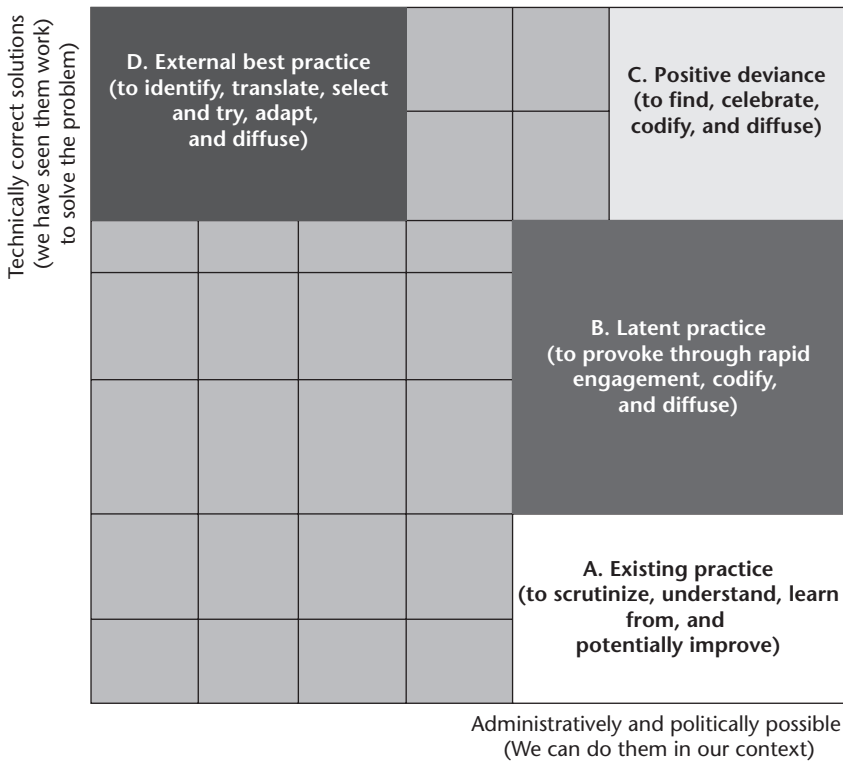 Technically correct solutions
(we have seen them work)
to solve the problem)
D. External best practice
(to identify, translate, select
and try, adapt,
and diffuse)
C. Positive deviance
(to find, celebrate,
codify, and diffuse)
B. Latent practice
(to provoke through rapid
engagement, codify,
and diffuse)
A. Existing practice
(to scrutinize, understand, learn
from, and
potentially improve)
Administratively and politically possible
(We can do them in our context)